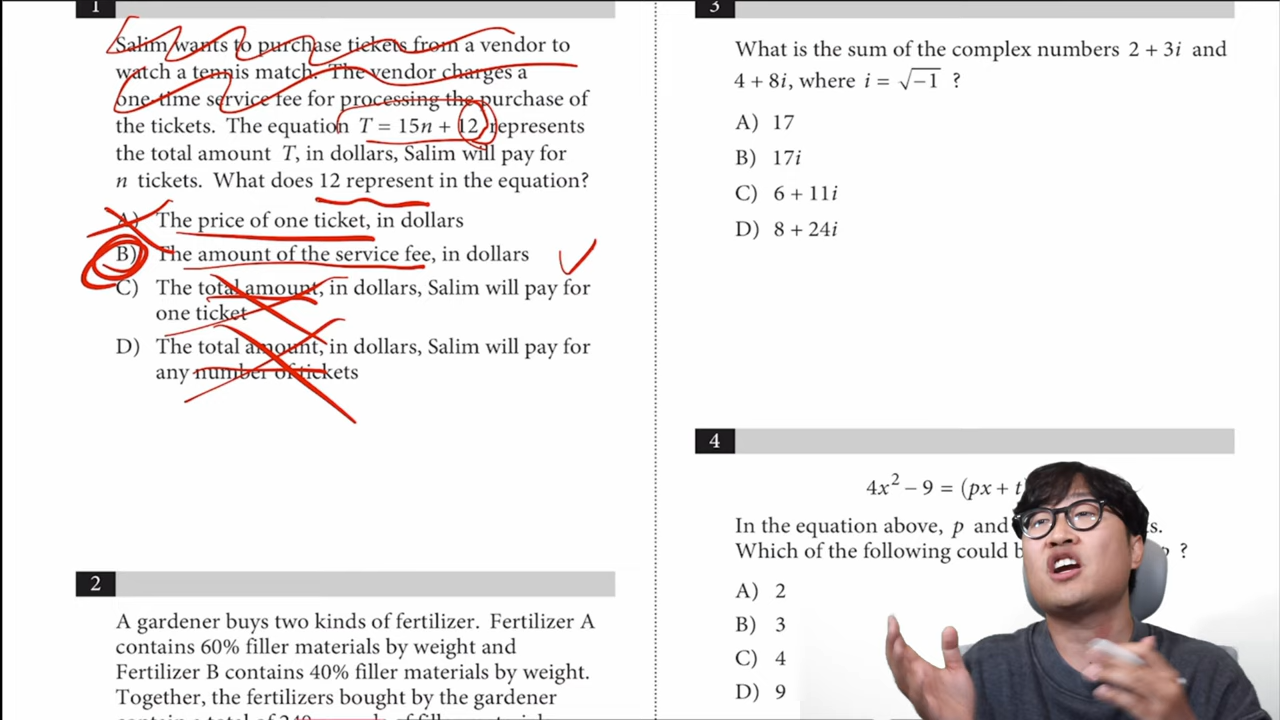 1
Salim wants to purchase tickets from a vendor to
watch a tennis match. The vendor charges a
one-time service fee for processing the purchase of
the tickets. The equation T = 15n + 12 represents
the total amount T, in dollars, Salim will pay for
n tickets. What does 12 represent in the equation?
A) The price of one ticket, in dollars
B) The amount of the service fee, in dollars
C) The total amount, in dollars, Salim will pay for
one ticket
D) The total amount, in dollars, Salim will pay for
any number of tickets
2
A gardener buys two kinds of fertilizer. Fertilizer A
contains 60% filler materials by weight and
Fertilizer B contains 40% filler materials by weight.
Together, the fertilizers bought by the gardener
contain a total of 240 pounds of filler materials
3
What is the sum of the complex numbers 2 + 3i and
4 + 8i, where i = √−1 ?
A) 17
B) 17i
C) 6 + 11i
D) 8 + 24i
4
4x² − 9 = (px + t
In the equation above, p and
Which of the following could ?
A) 2
B) 3
C) 4
D) 9